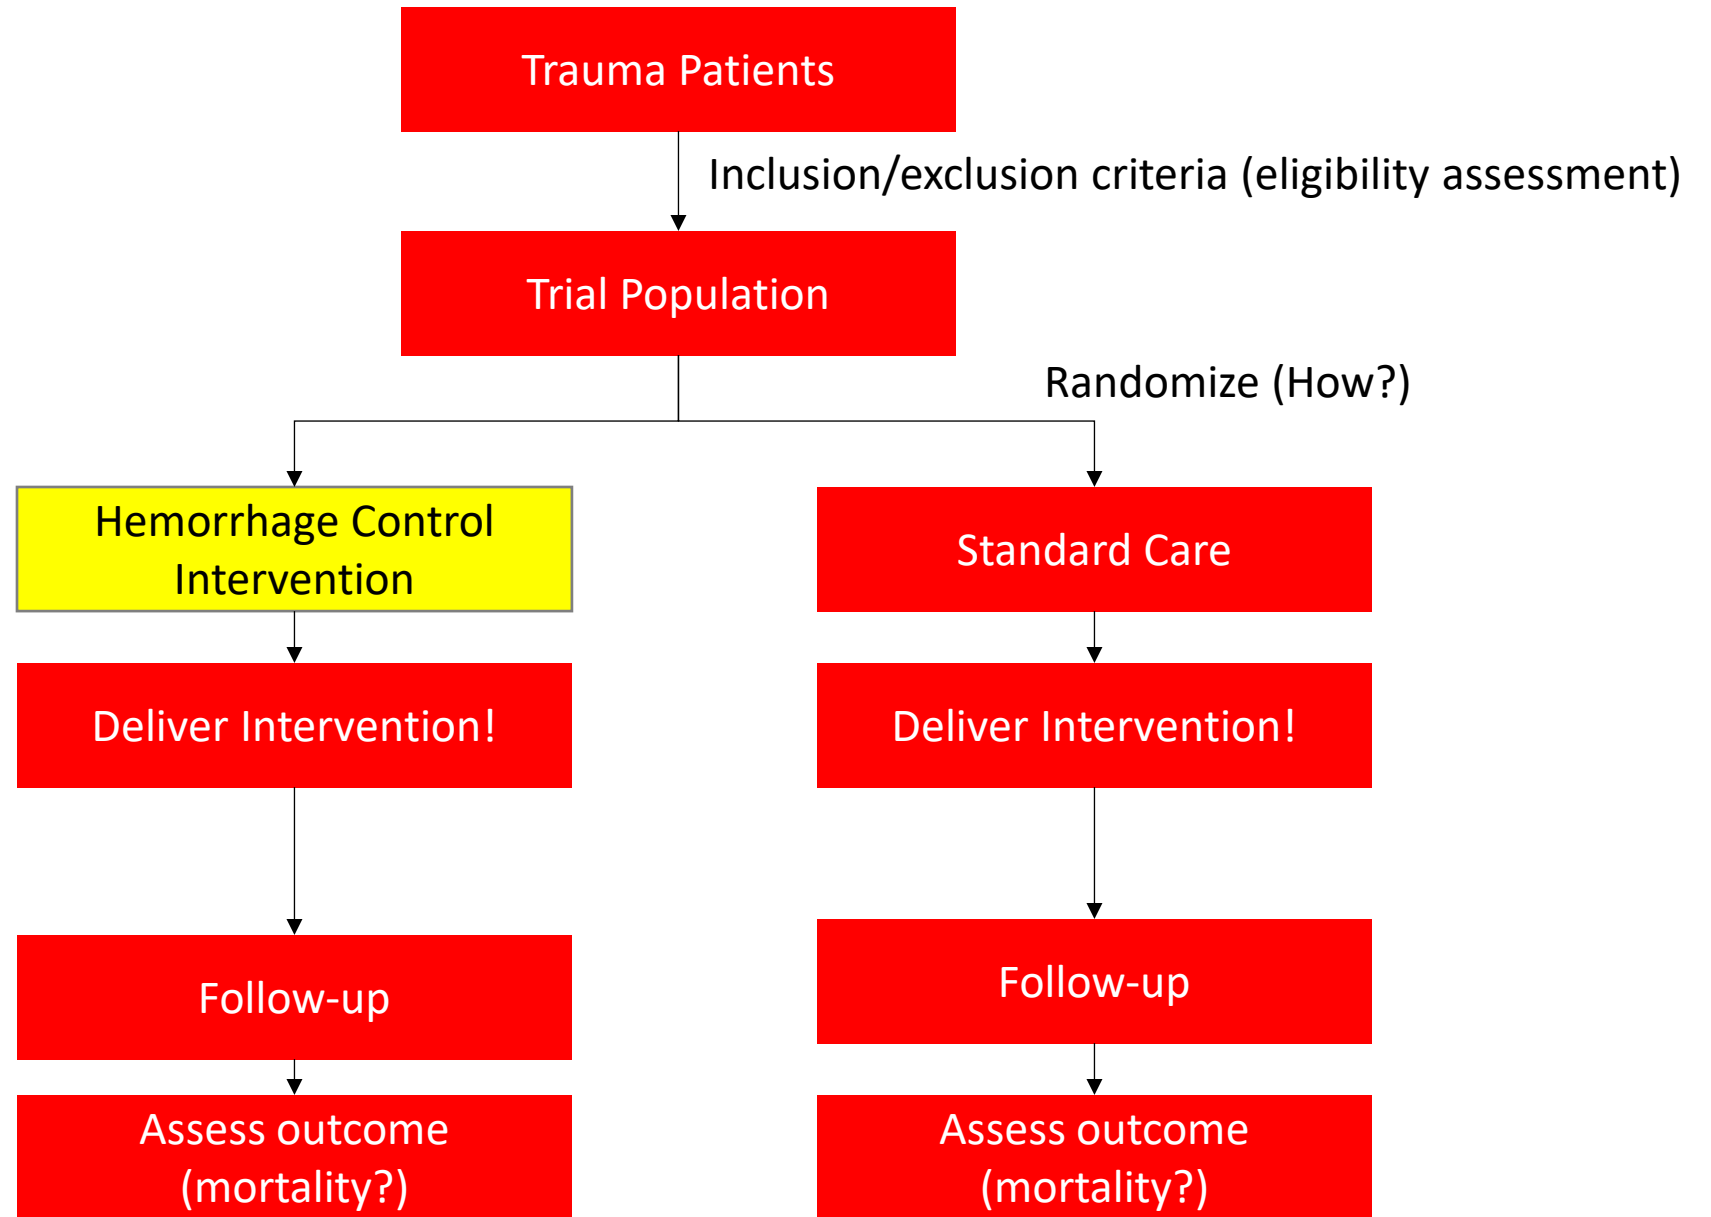 Trauma Patients
Inclusion/exclusion criteria (eligibility assessment)
Trial Population
Randomize (How?)
Hemorrhage Control
Intervention
Standard Care
Deliver Intervention!
Deliver Intervention!
Follow-up
Follow-up
Assess outcome
(mortality?)
Assess outcome
(mortality?)